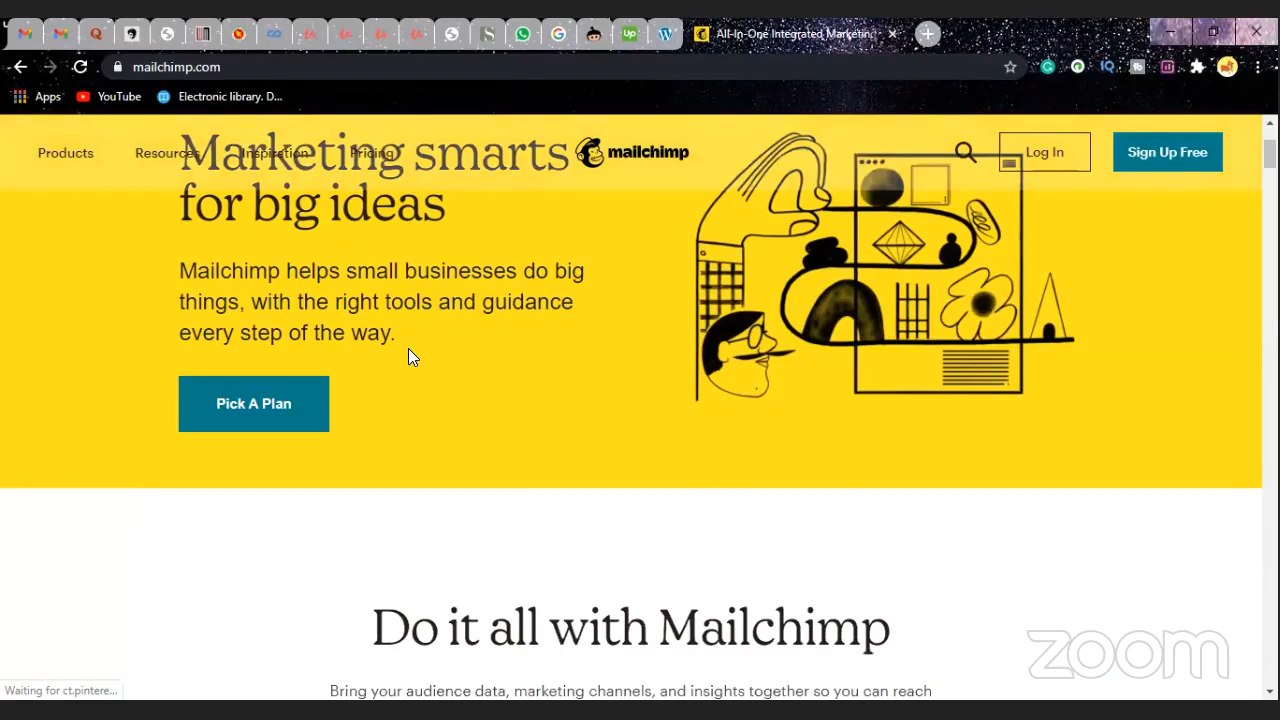 All-In-One Integrated Marketing
mailchimp.com
Apps
YouTube
Electronic library. D...
Products
Resources
Inspiration
Pricing
mailchimp
Log In
Sign Up Free
Marketing smarts
for big ideas
Mailchimp helps small businesses do big
things, with the right tools and guidance
every step of the way.
Pick A Plan
Do it all with Mailchimp
Bring your audience data, marketing channels, and insights together so you can reach
zoom
Waiting for ct.pintere...